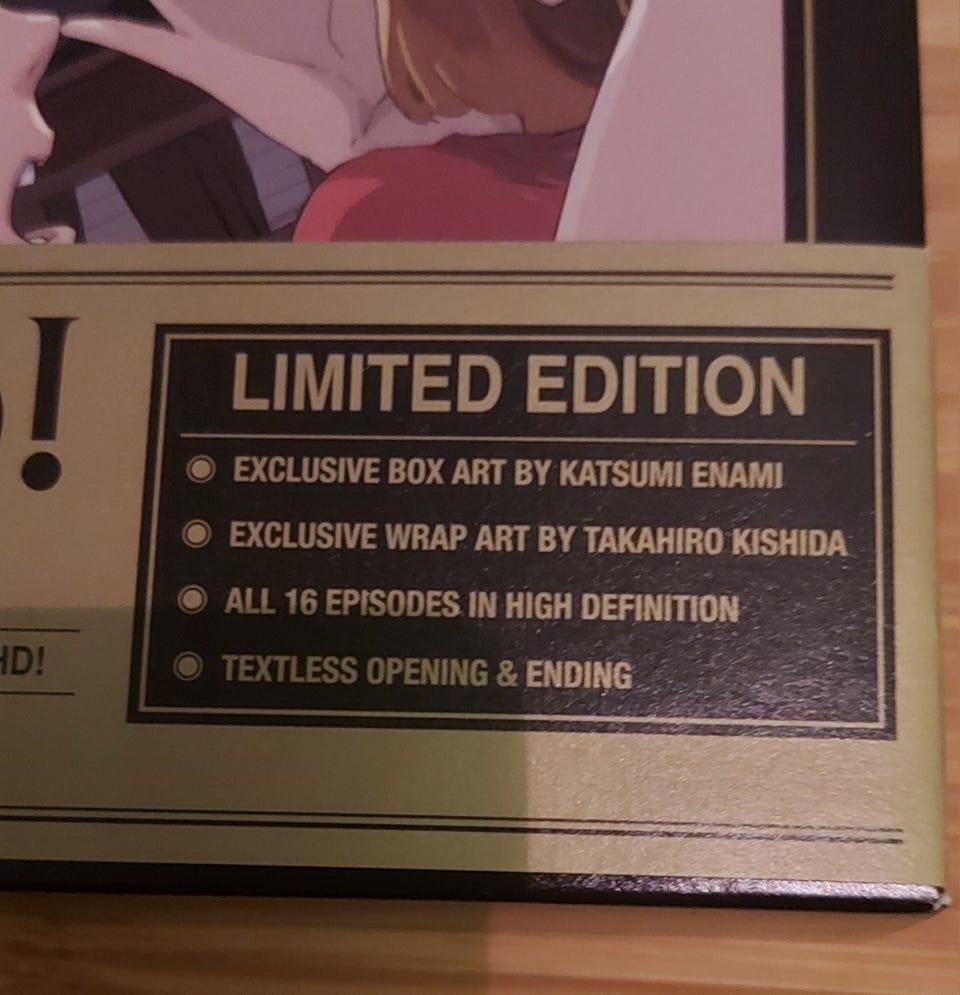 !
LIMITED EDITION
EXCLUSIVE BOX ART BY KATSUMI ENAMI
EXCLUSIVE WRAP ART BY TAKAHIRO KISHIDA
ALL 16 EPISODES IN HIGH DEFINITION
HD!
TEXTLESS OPENING & ENDING